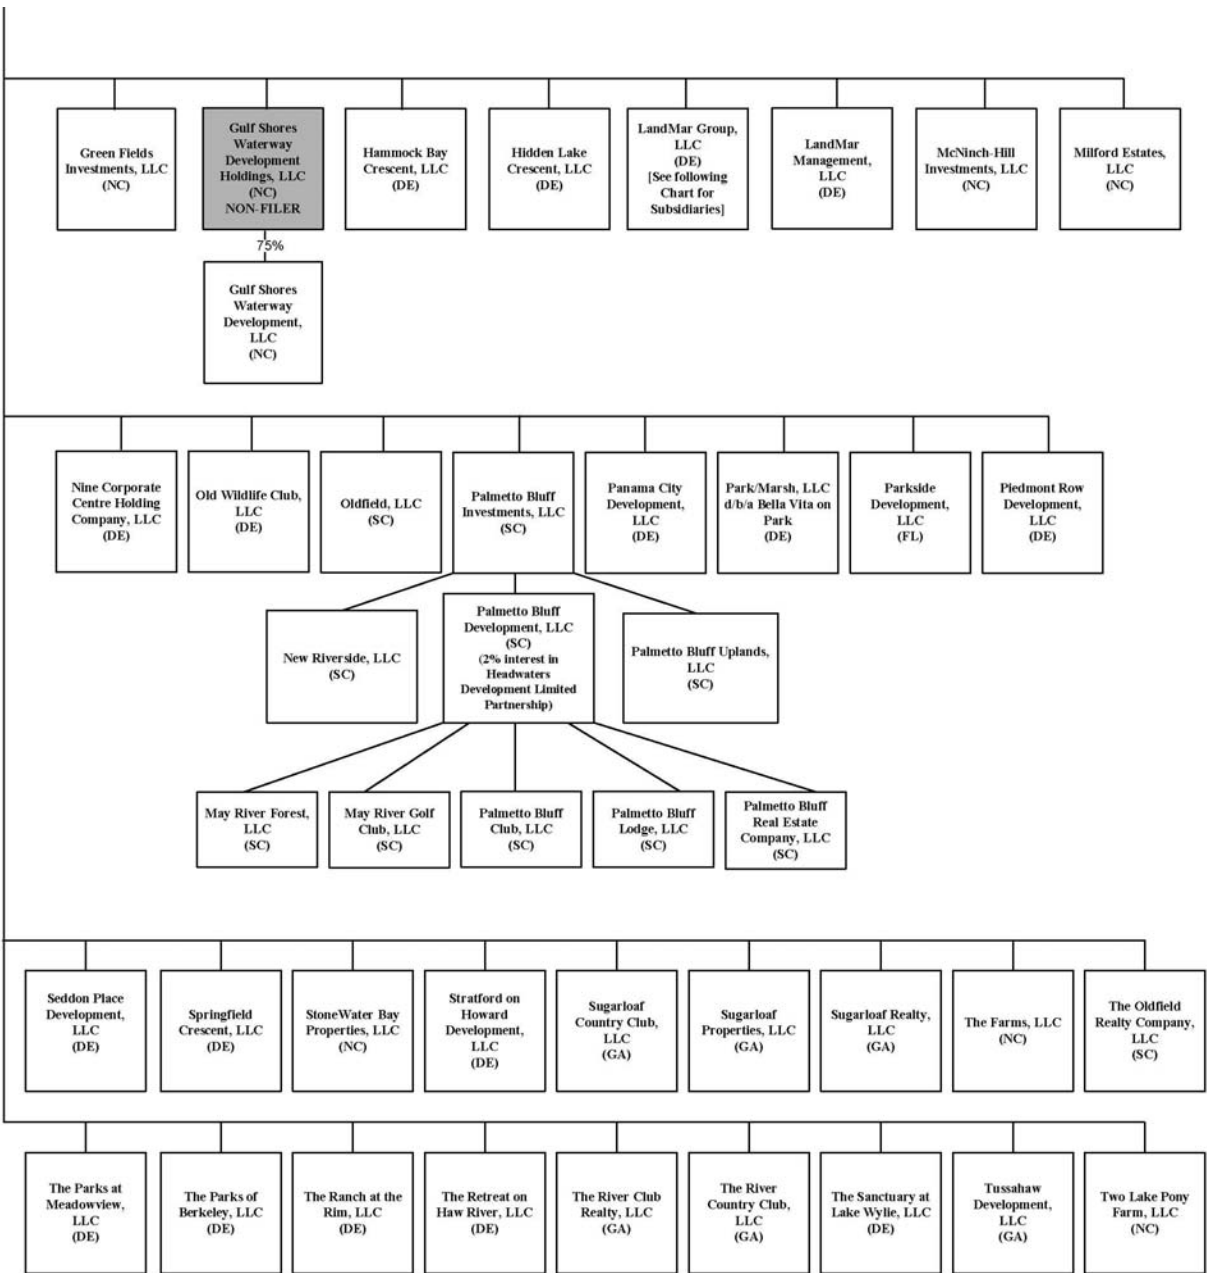 Green Fields
Investments, LLC
(NC)
Gulf Shores
Waterway
Development
Holdings, LLC
(NC)
NON-FILER
Hammock Bay
Crescent, LLC
(DE)
Hidden Lake
Crescent, LLC
(DE)
LandMar Group,
LLC
(DE)
[See following
Chart for
Subsidiaries]
LandMar
Management,
LLC
(DE)
McNinch-Hill
Investments, LLC
(NC)
Milford Estates,
LLC
(NC)
75%
Gulf Shores
Waterway
Development,
LLC
(NC)
Nine Corporate
Centre Holding
Company, LLC
(DE)
Old Wildlife Club,
LLC
(DE)
Oldfield, LLC
(SC)
Palmetto Bluff
Investments, LLC
(SC)
Panama City
Development,
LLC
(DE)
Park/Marsh, LLC
d/b/a Bella Vita on
Park
(DE)
Parkside
Development,
LLC
(FL)
Piedmont Row
Development,
LLC
(DE)
New Riverside, LLC
(SC)
Palmetto Bluff
Development, LLC
(SC)
(2% interest in
Headwaters
Development Limited
Partnership)
Palmetto Bluff Uplands,
LLC
(SC)
May River Forest,
LLC
(SC)
May River Golf
Club, LLC
(SC)
Palmetto Bluff
Club, LLC
(SC)
Palmetto Bluff
Lodge, LLC
(SC)
Palmetto Bluff
Real Estate
Company, LLC
(SC)
Seddon Place
Development,
LLC
(DE)
Springfield
Crescent, LLC
(DE)
StoneWater Bay
Properties, LLC
(NC)
Stratford on
Howard
Development,
LLC
(DE)
Sugarloaf
Country Club,
LLC
(GA)
Sugarloaf
Properties, LLC
(GA)
Sugarloaf Realty,
LLC
(GA)
The Farms, LLC
(NC)
The Oldfield
Realty Company,
LLC
(SC)
The Parks at
Meadowview,
LLC
(DE)
The Parks of
Berkeley, LLC
(DE)
The Ranch at the
Rim, LLC
(DE)
The Retreat on
Haw River, LLC
(DE)
The River Club
Realty, LLC
(GA)
The River
Country Club,
LLC
(GA)
The Sanctuary at
Lake Wylie, LLC
(DE)
Tussahaw
Development,
LLC
(GA)
Two Lake Pony
Farm, LLC
(NC)